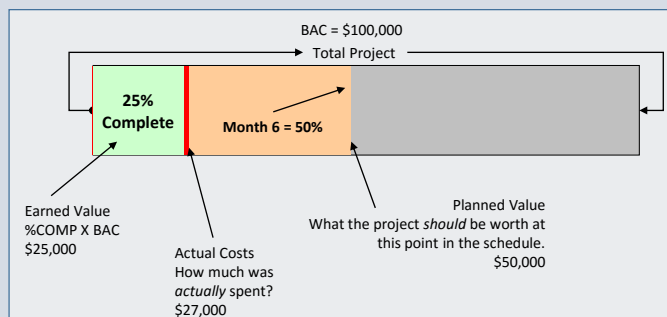 BAC = $100,000
Total Project
25%
Complete
Month 6 = 50%
Earned Value
%COMP X BAC
$25,000
Actual Costs
How much was
actually spent?
$27,000
Planned Value
What the project should be worth at
this point in the schedule.
$50,000